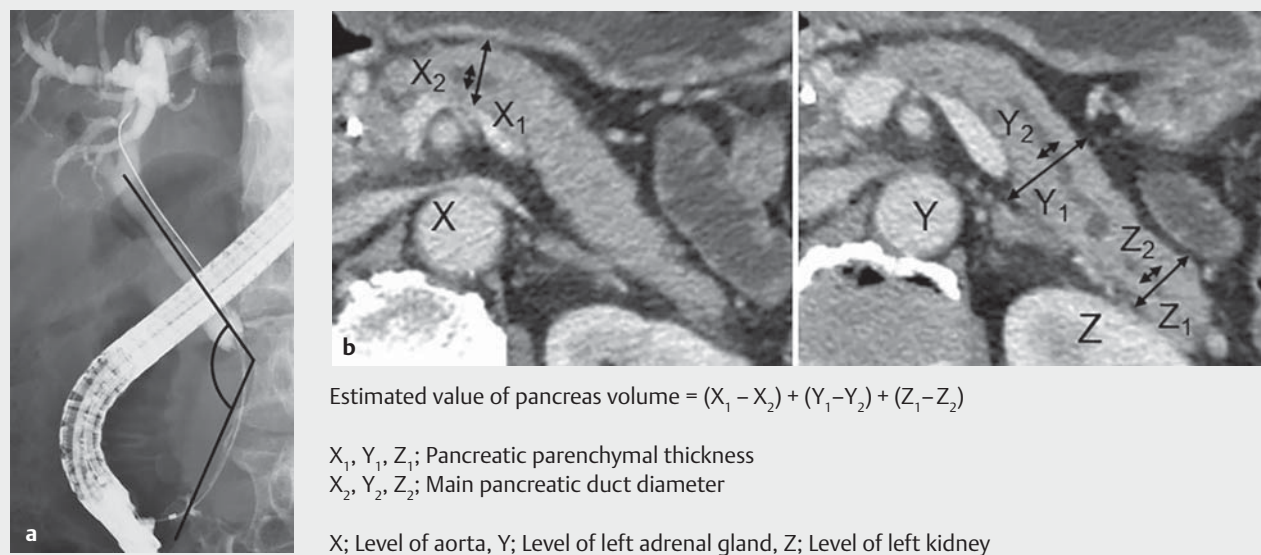 a
b
X₂
X₁
X
Y₂
Y₁
Y
Z₂
Z₁
Z
Estimated value of pancreas volume = (X₁ – X₂) + (Y₁–Y₂) + (Z₁–Z₂)
X₁, Y₁, Z₁; Pancreatic parenchymal thickness
X₂, Y₂, Z₂; Main pancreatic duct diameter
X; Level of aorta, Y; Level of left adrenal gland, Z; Level of left kidney